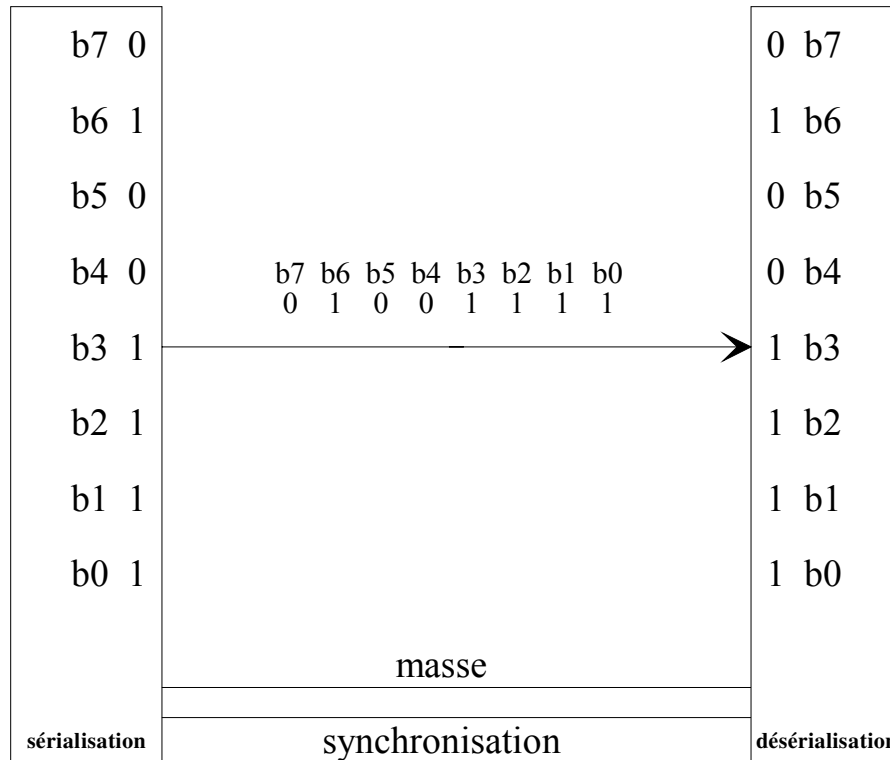 b7 0
b6 1
b5 0
b4 0
b3 1
b2 1
b1 1
b0 1
sérialisation
b7 b6 b5 b4 b3 b2 b1 b0
0 1 0 0 1 1 1 1
masse
synchronisation
0 b7
1 b6
0 b5
0 b4
1 b3
1 b2
1 b1
1 b0
désérialisation